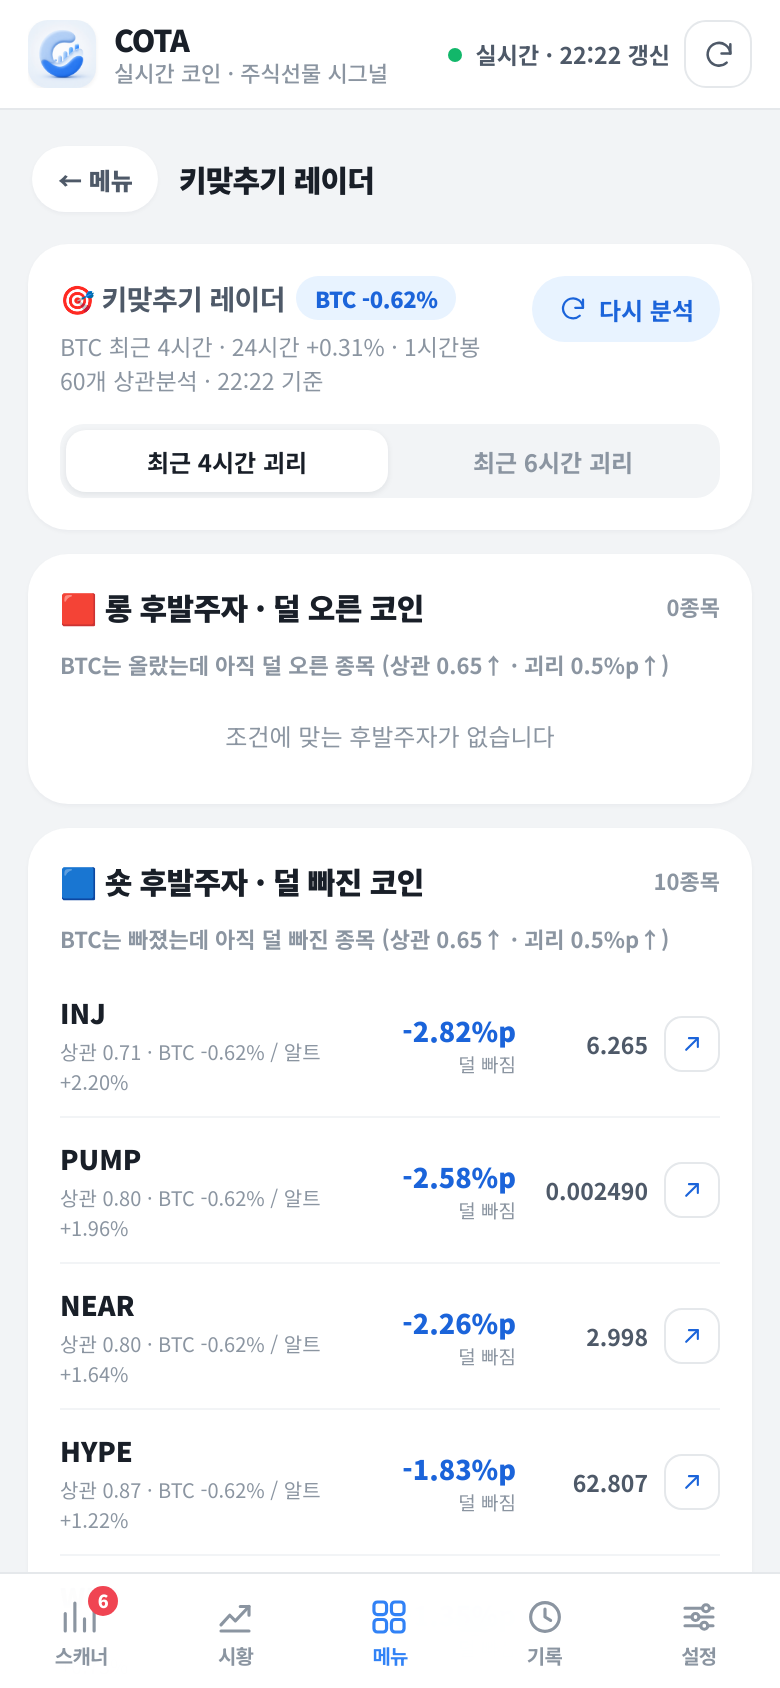 COTA
실시간 코인 · 주식선물 시그널
실시간 · 22:22 갱신
← 메뉴
키맞추기 레이더
키맞추기 레이더
BTC -0.62%
다시 분석
BTC 최근 4시간 · 24시간 +0.31% · 1시간봉
60개 상관분석 · 22:22 기준
최근 4시간 괴리
최근 6시간 괴리
롱 후발주자 · 덜 오른 코인
0종목
BTC는 올랐는데 아직 덜 오른 종목 (상관 0.65↑ · 괴리 0.5%p↑)
조건에 맞는 후발주자가 없습니다
숏 후발주자 · 덜 빠진 코인
10종목
BTC는 빠졌는데 아직 덜 빠진 종목 (상관 0.65↑ · 괴리 0.5%p↑)
INJ
상관 0.71 · BTC -0.62% / 알트
+2.20%
-2.82%p
덜 빠짐
6.265
PUMP
상관 0.80 · BTC -0.62% / 알트
+1.96%
-2.58%p
덜 빠짐
0.002490
NEAR
상관 0.80 · BTC -0.62% / 알트
+1.64%
-2.26%p
덜 빠짐
2.998
HYPE
상관 0.87 · BTC -0.62% / 알트
+1.22%
-1.83%p
덜 빠짐
62.807
6
스캐너
시황
메뉴
기록
설정